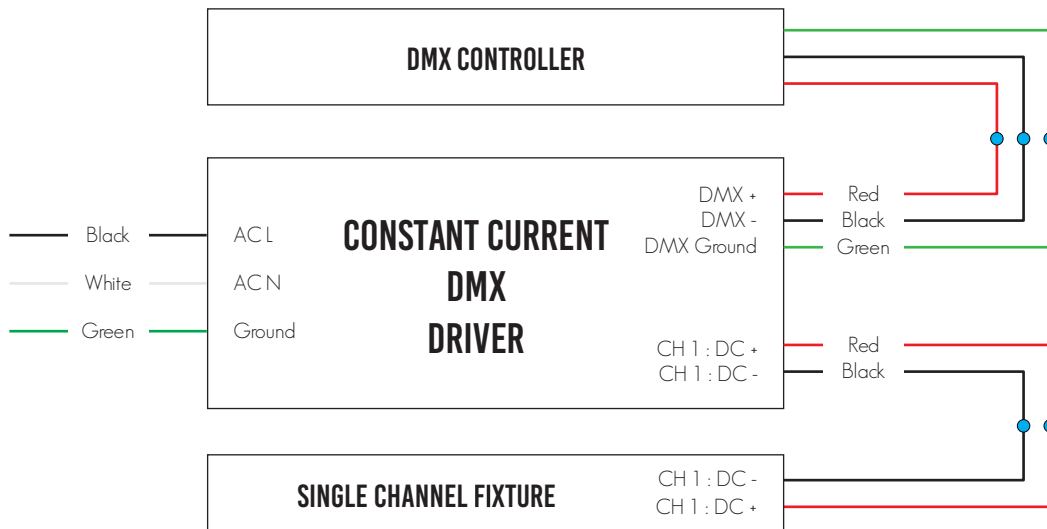 DMX CONTROLLER
CONSTANT CURRENT
DMX
DRIVER
Black AC L
White AC N
Green Ground
DMX + Red
DMX - Black
DMX Ground Green
CH 1 : DC + Red
CH 1 : DC - Black
SINGLE CHANNEL FIXTURE
CH 1 : DC -
CH 1 : DC +